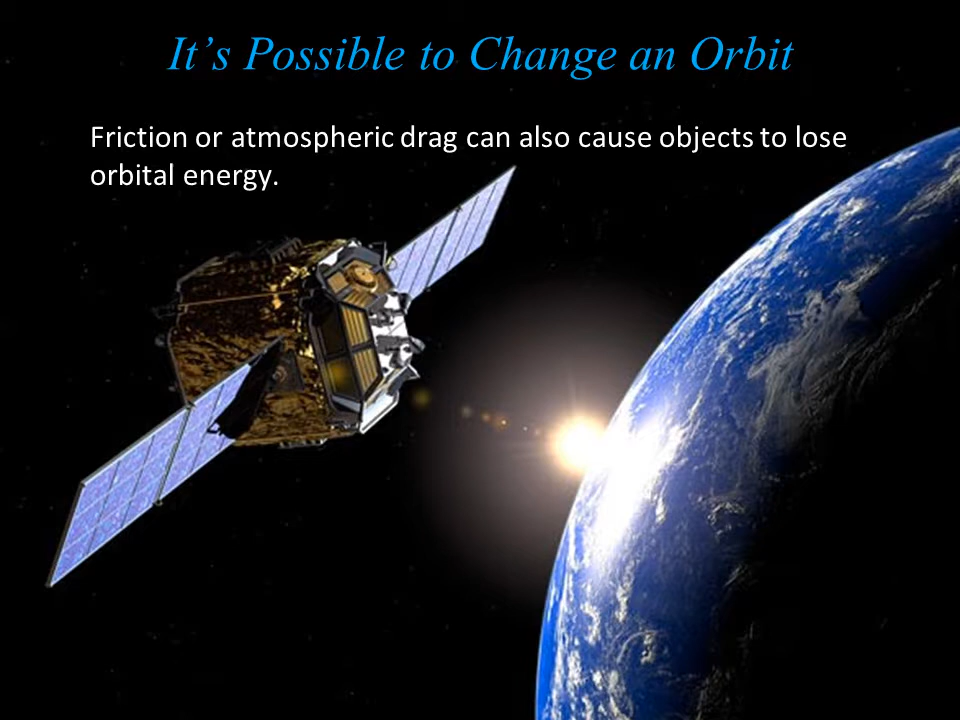 It’s Possible to Change an Orbit
Friction or atmospheric drag can also cause objects to lose
orbital energy.